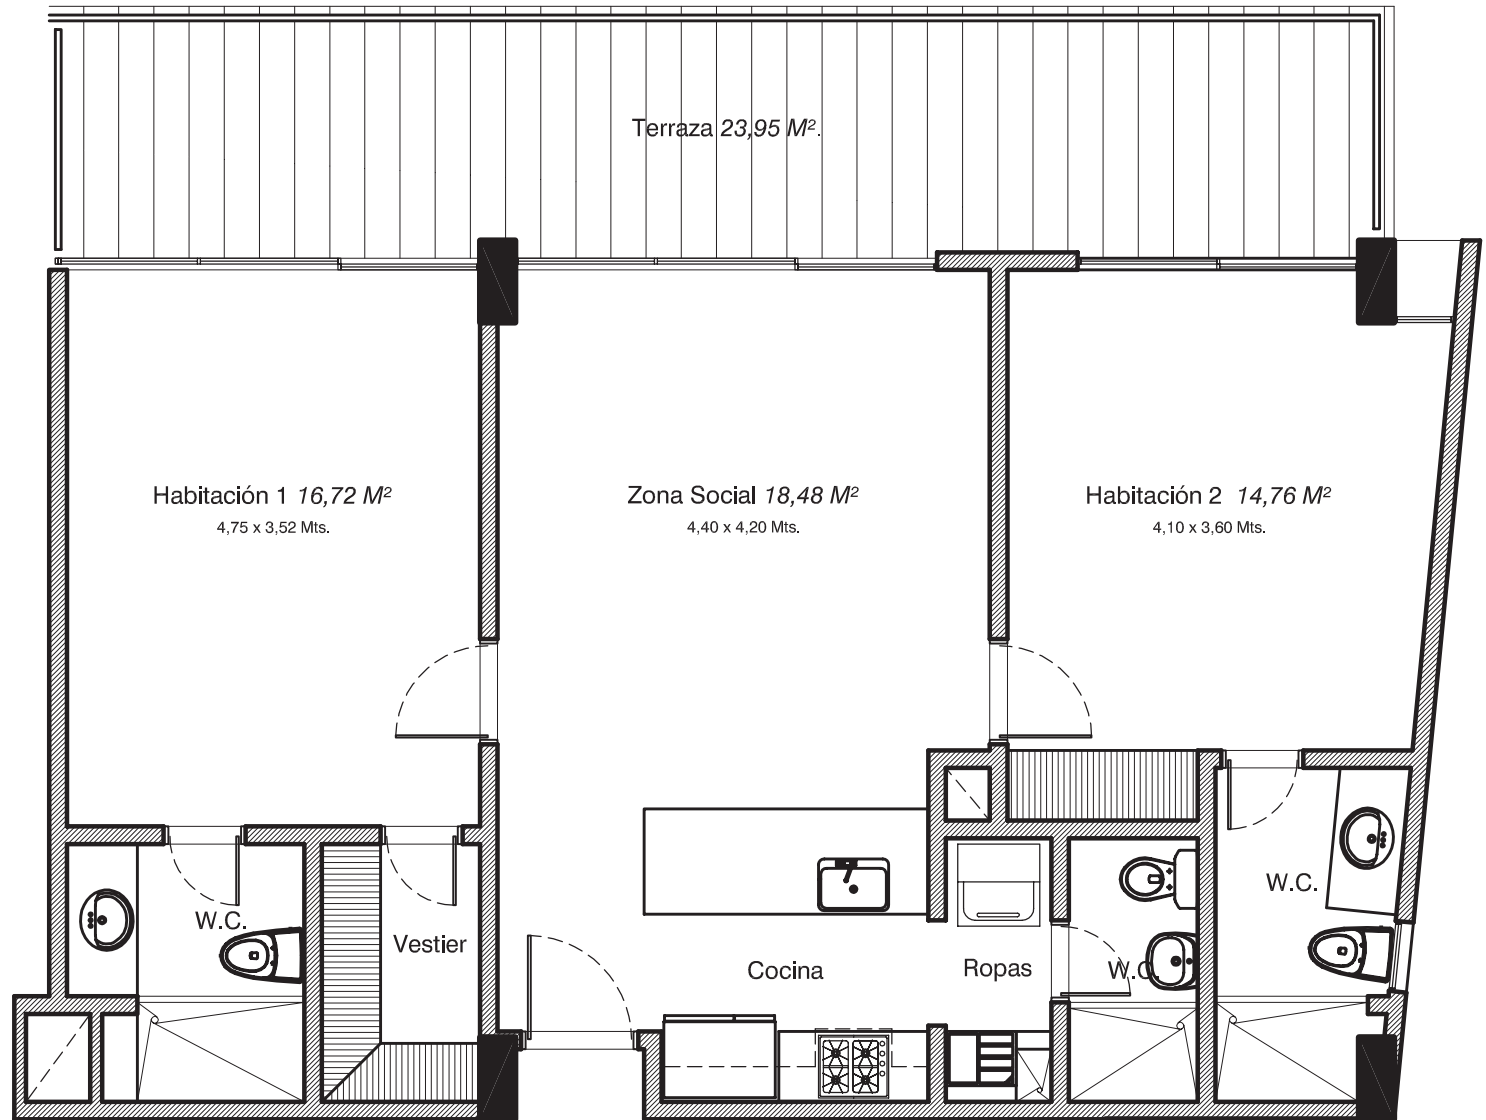 Terraza 23,95 M².
Habitación 1 16,72 M²
4,75 x 3,52 Mts.
Zona Social 18,48 M²
4,40 x 4,20 Mts.
Habitación 2 14,76 M²
4,10 x 3,60 Mts.
W.C.
W.C.
Vestier
Cocina
Ropas
W.C.